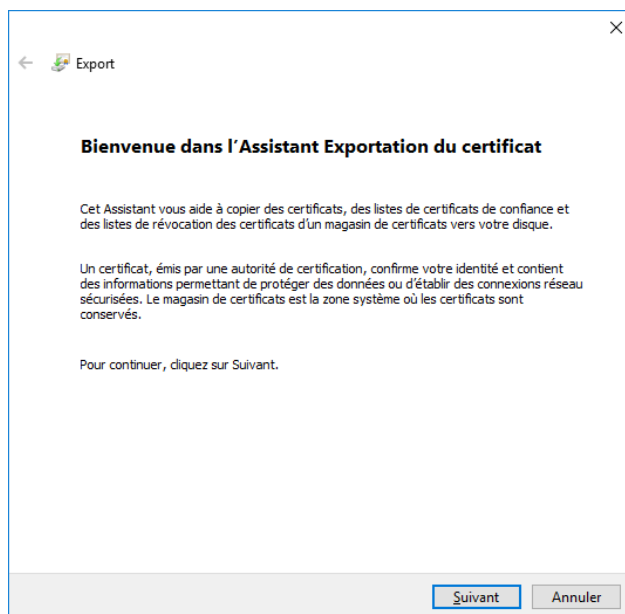 Export
Bienvenue dans l’Assistant Exportation du certificat
Cet Assistant vous aide à copier des certificats, des listes de certificats de confiance et
des listes de révocation des certificats d’un magasin de certificats vers votre disque.
Un certificat, émis par une autorité de certification, confirme votre identité et contient
des informations permettant de protéger des données ou d’établir des connexions réseau
sécurisées. Le magasin de certificats est la zone système où les certificats sont
conservés.
Pour continuer, cliquez sur Suivant.
Suivant
Annuler